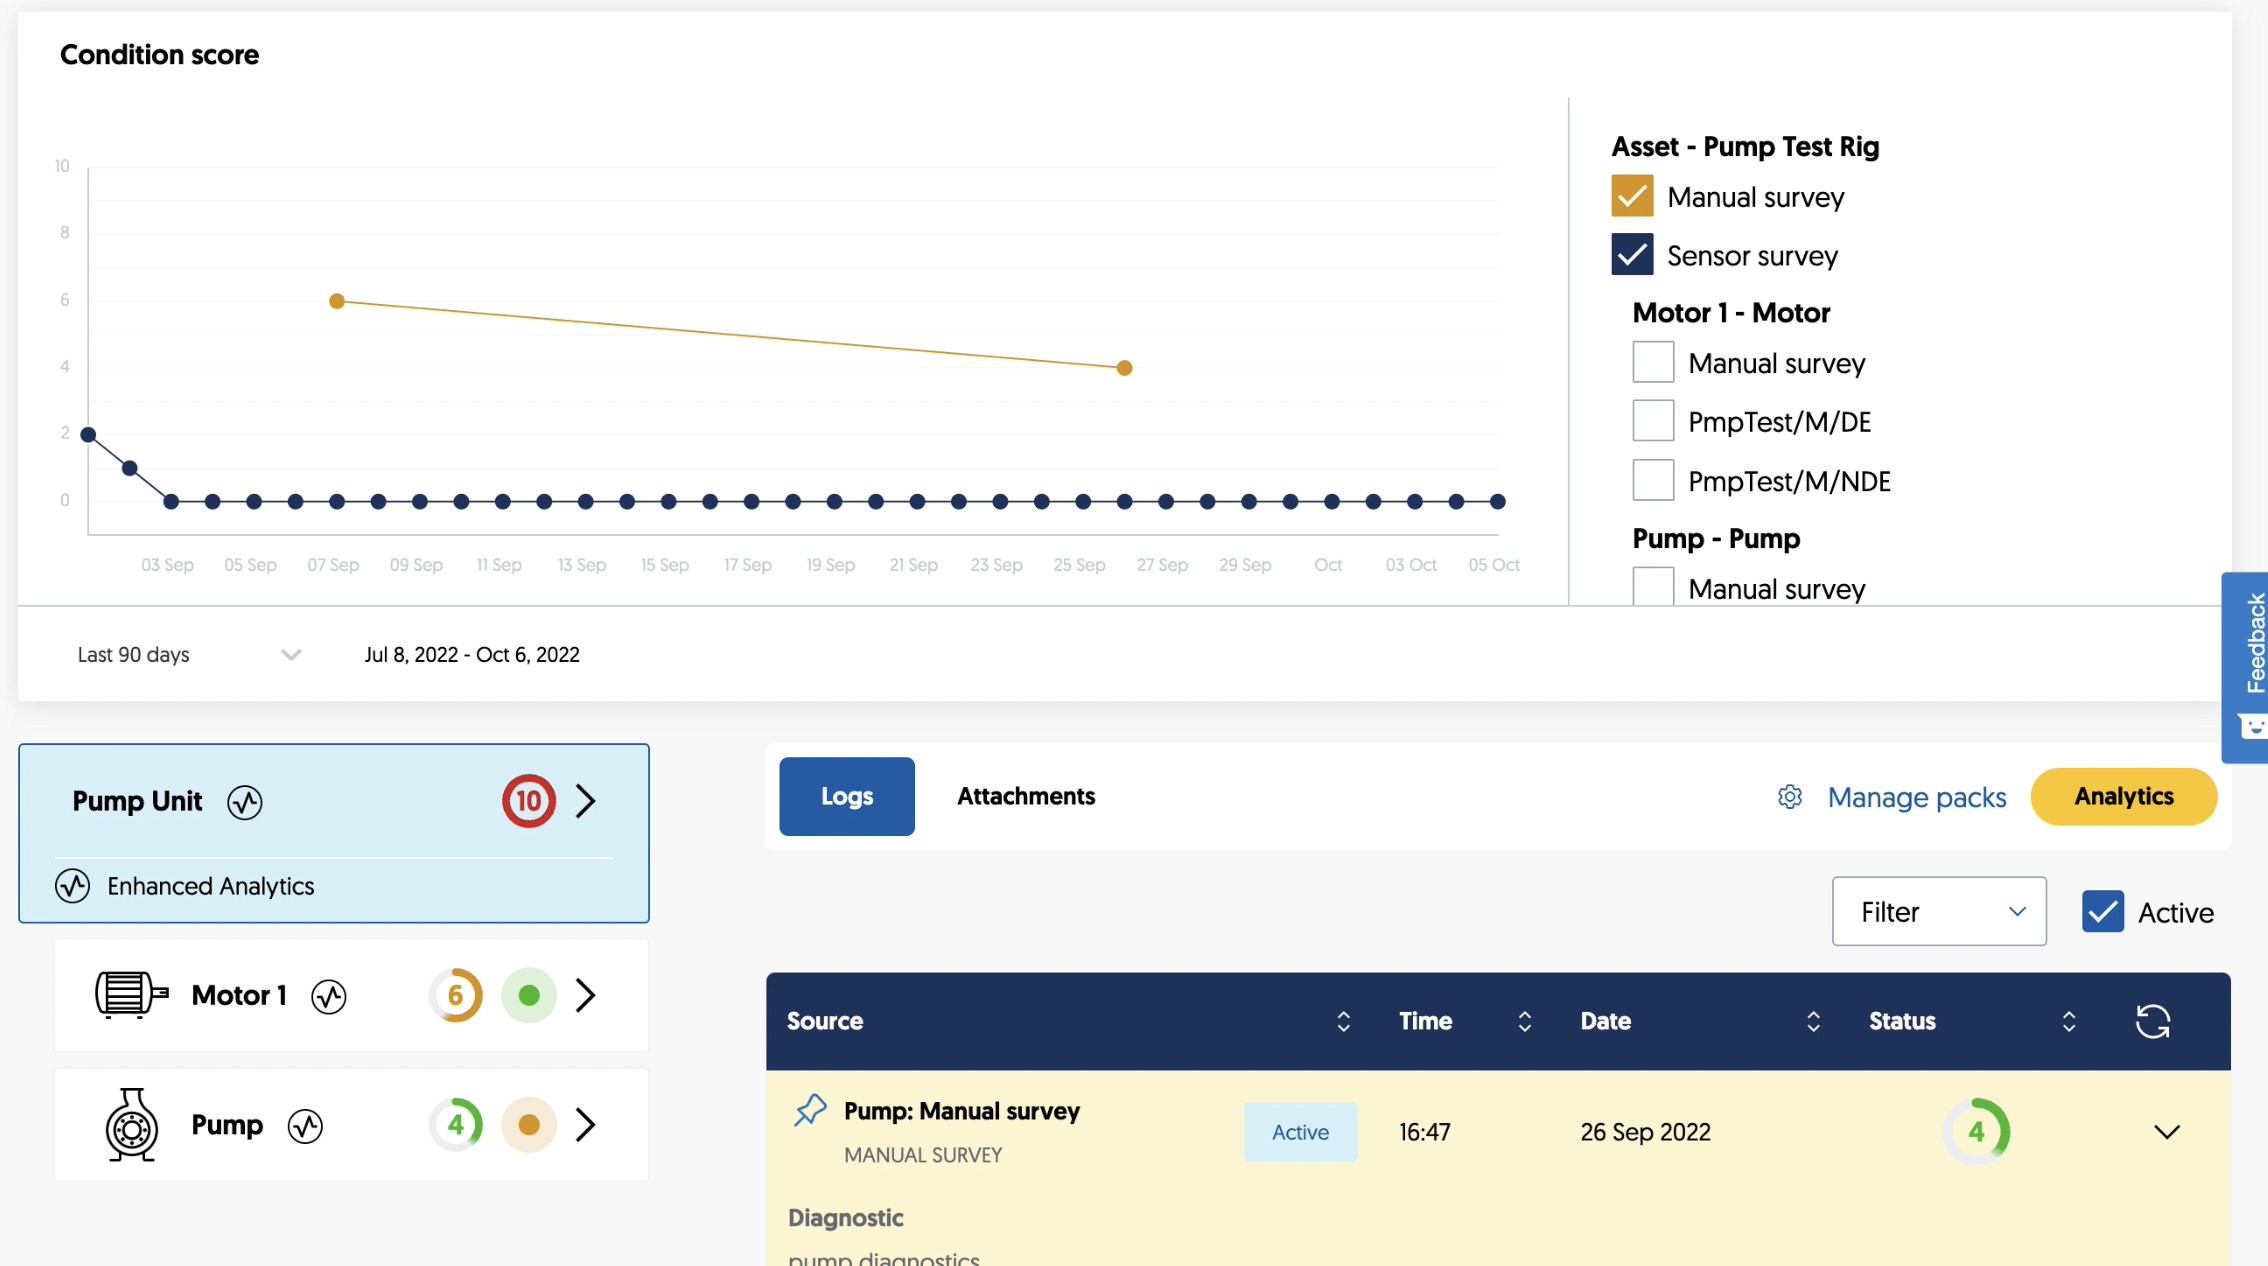 Condition score
10
8
6
4
2
0
03 Sep 05 Sep 07 Sep 09 Sep 11 Sep 13 Sep 15 Sep 17 Sep 19 Sep 21 Sep 23 Sep 25 Sep 27 Sep 29 Sep Oct 03 Oct 05 Oct
Asset - Pump Test Rig
Manual survey
Sensor survey
Motor 1 - Motor
Manual survey
PmpTest/M/DE
PmpTest/M/NDE
Pump - Pump
Manual survey
Last 90 days
Jul 8, 2022 - Oct 6, 2022
Feedback
Pump Unit 10
Enhanced Analytics
Motor 1 6
Pump 4
Logs Attachments Manage packs Analytics
Filter Active
Source Time Date Status
Pump: Manual survey
MANUAL SURVEY
Active 16:47 26 Sep 2022 4
Diagnostic
pump diagnostics